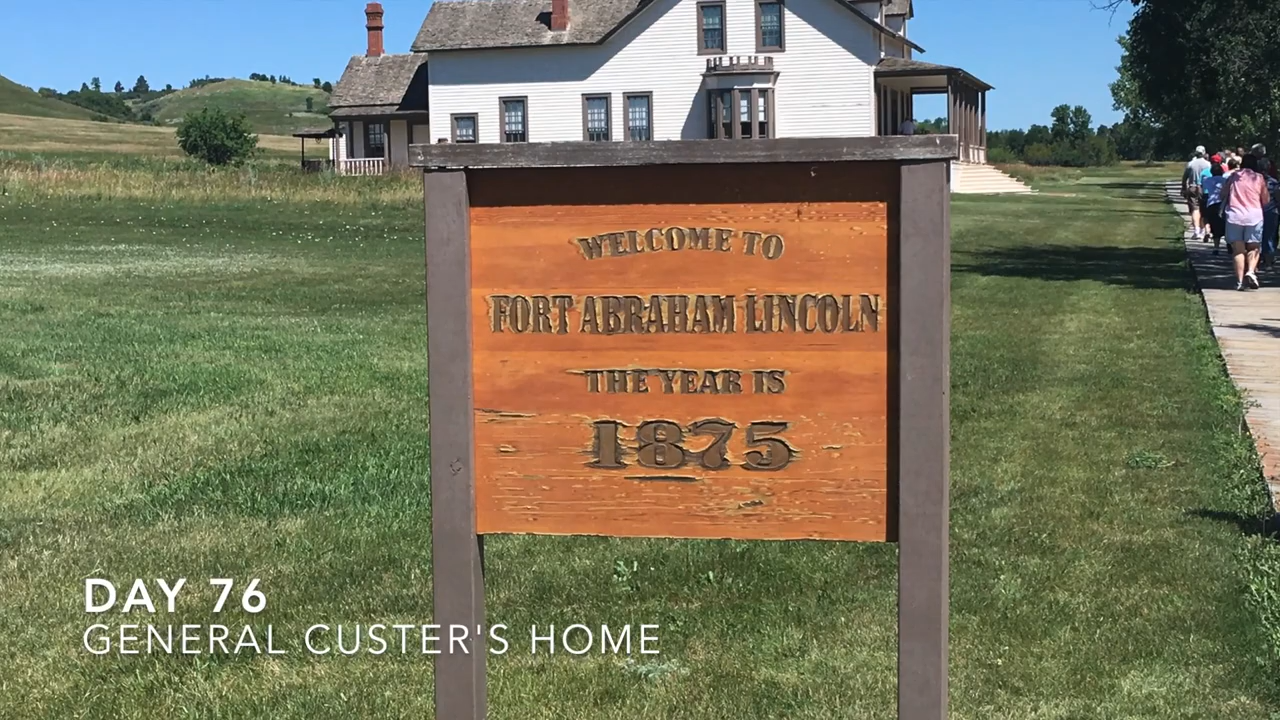 WELCOME TO
FORT ABRAHAM LINCOLN
THE YEAR IS
1875
DAY 76
GENERAL CUSTER'S HOME